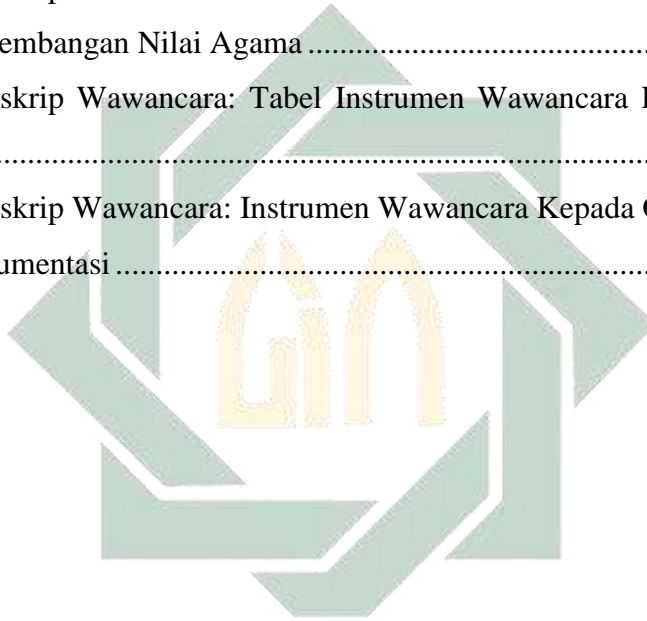 embangan Nilai Agama ............................................
skrip Wawancara: Tabel Instrumen Wawancara
....................................................................................
skrip Wawancara: Instrumen Wawancara Kepada
umentasi ....................................................................